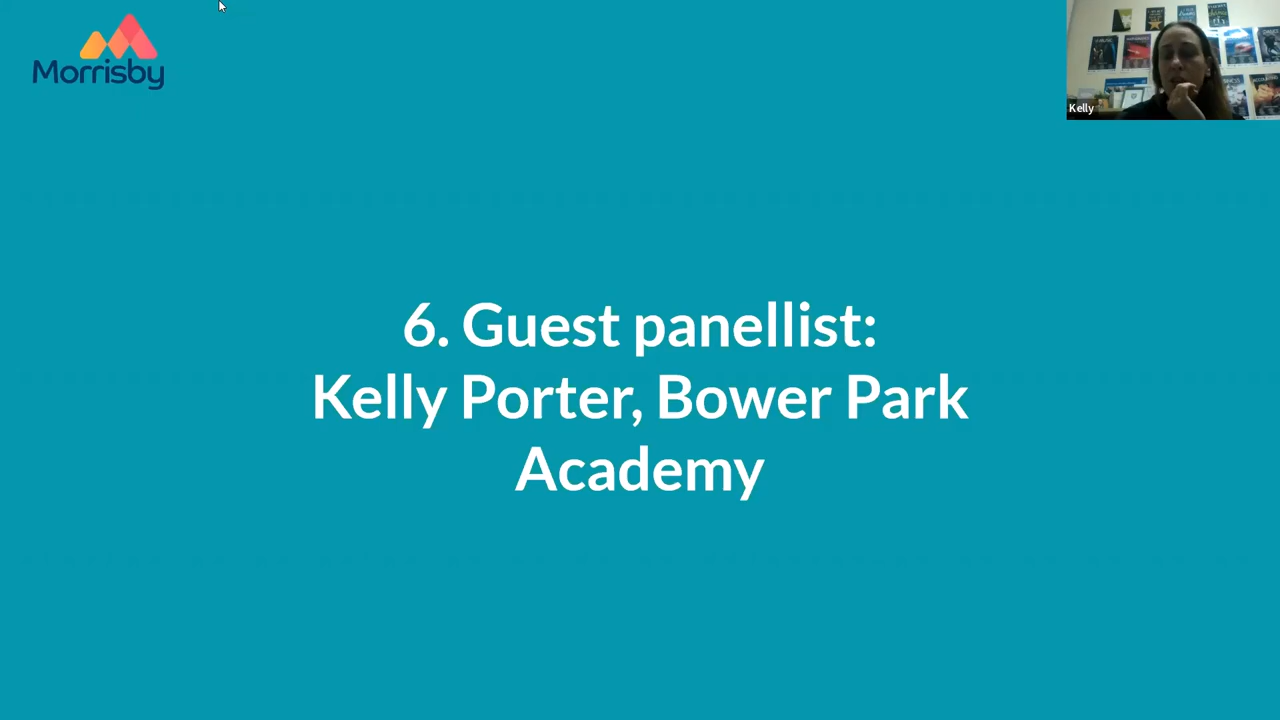 Morrisby
Kelly
6. Guest panellist:
Kelly Porter, Bower Park
Academy